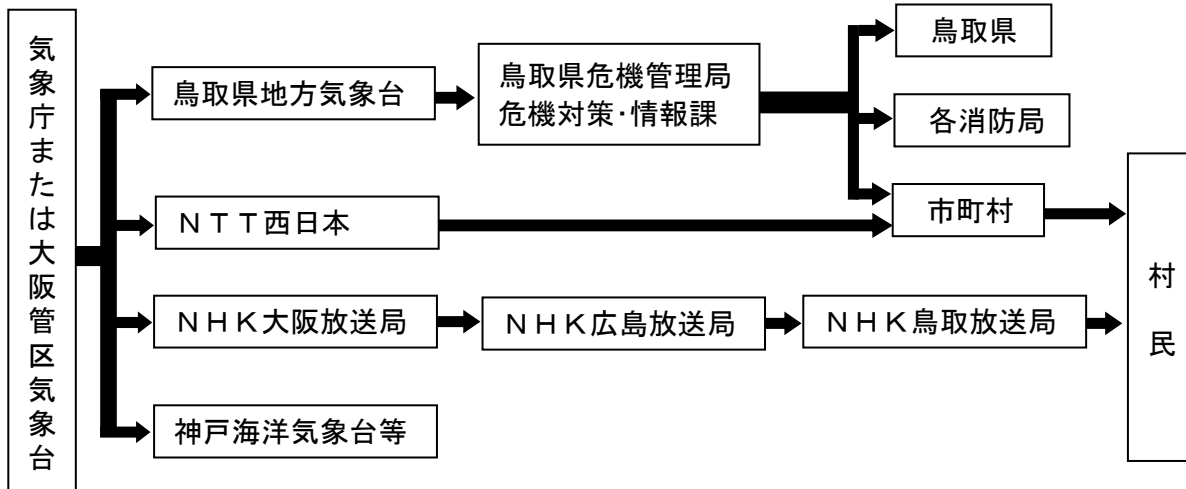 気象庁または大阪管区気象台
鳥取県地方気象台
鳥取県危機管理局
危機対策・情報課
鳥取県
各消防局
市町村
ＮＴＴ西日本
ＮＨＫ大阪放送局
ＮＨＫ広島放送局
ＮＨＫ鳥取放送局
神戸海洋気象台等
村民